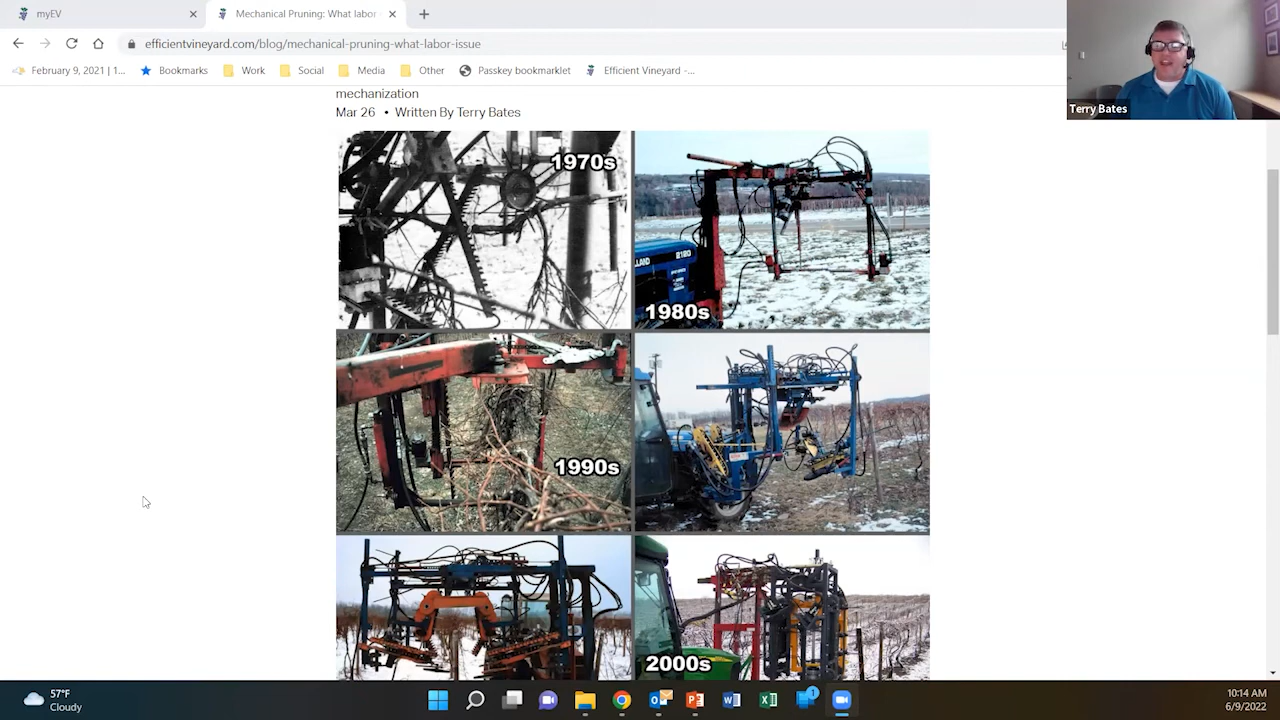 myEV
Mechanical Pruning: What labor
efficientvineyard.com/blog/mechanical-pruning-what-labor-issue
February 9, 2021 | 1...
Bookmarks
Work
Social
Media
Other
Passkey bookmarklet
Efficient Vineyard -...
Terry Bates
mechanization
Mar 26 • Written By Terry Bates
1970s
1980s
1990s
2000s
LLAND
57°F
Cloudy
1
10:14 AM
6/9/2022